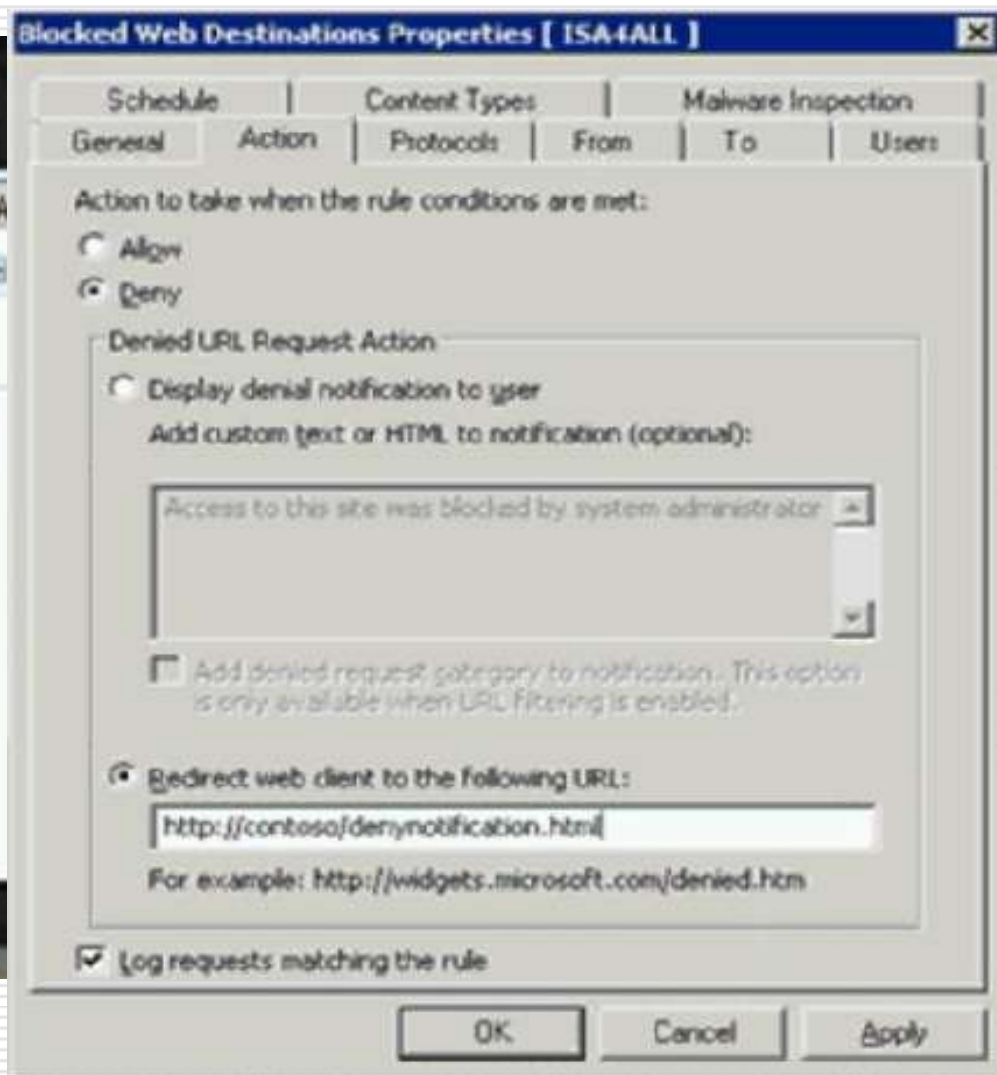 Blocked Web Destinations Properties [ ISA4ALL ]
Schedule
Content Types
Malware Inspection
General
Action
Protocols
From
To
Users
Action to take when the rule conditions are met:
Allow
Deny
Denied URL Request Action
Display denial notification to user
Add custom text or HTML to notification (optional):
Access to this site was blocked by system administrator
Add denied request category to notification. This option
is only available when URL filtering is enabled.
Redirect web client to the following URL:
http://contoso/denynotification.html
For example: http://widgets.microsoft.com/denied.htm
Log requests matching the rule
OK
Cancel
Apply